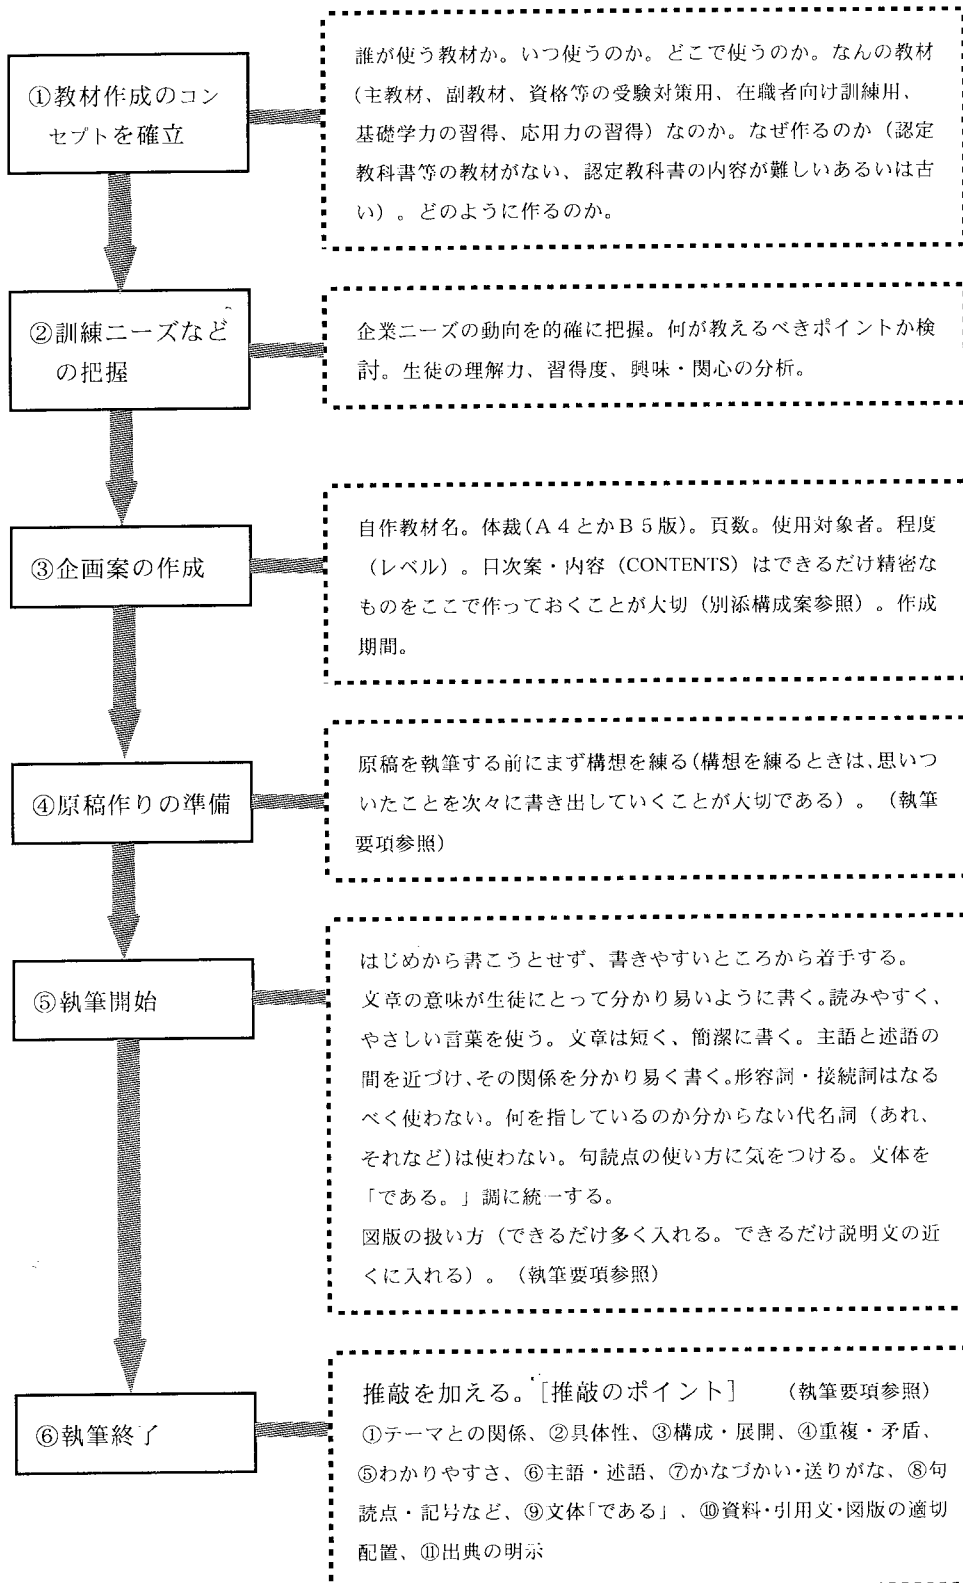 ①教材作成のコン
セプトを確立
誰が使う教材か。いつ使うのか。どこで使うのか。なんの教材
(主教材、副教材、資格等の受験対策用、在職者向け訓練用、
基礎学力の習得、応用力の習得)なのか。なぜ作るのか(認定
教科書等の教材がない、認定教科書の内容が難しいあるいは古
い)。どのように作るのか。
②訓練ニーズなど
の把握
企業ニーズの動向を的確に把握。何が教えるべきポイントか検
討。生徒の理解力、習得度、興味・関心の分析。
③企画案の作成
自作教材名。体裁(A4とかB5版)。頁数。使用対象者。程度
(レベル)。目次案・内容(CONTENTS)はできるだけ精密な
ものをここで作っておくことが大切(別添構成案参照)。作成
期間。
④原稿作りの準備
原稿を執筆する前にまず構想を練る(構想を練るときは、思いつ
いたことを次々に書き出していくことが大切である)。(執筆
要項参照)
⑤執筆開始
はじめから書こうとせず、書きやすいところから着手する。
文章の意味が生徒にとって分かり易いように書く。読みやすく、
やさしい言葉を使う。文章は短く、簡潔に書く。主語と述語の
間を近づけ、その関係を分かり易く書く。形容詞・接続詞はなる
べく使わない。何を指しているのか分からない代名詞(あれ、
それなど)は使わない。句読点の使い方に気をつける。文体を
「である。」調に統一する。
図版の扱い方(できるだけ多く入れる。できるだけ説明文の近
くに入れる)。(執筆要項参照)
⑥執筆終了
推敲を加える。[推敲のポイント] (執筆要項参照)
①テーマとの関係、②具体性、③構成・展開、④重複・矛盾、
⑤わかりやすさ、⑥主語・述語、⑦かなづかい・送りがな、⑧句
読点・記号など、⑨文体「である」、⑩資料・引用文・図版の適切
配置、⑪出典の明示